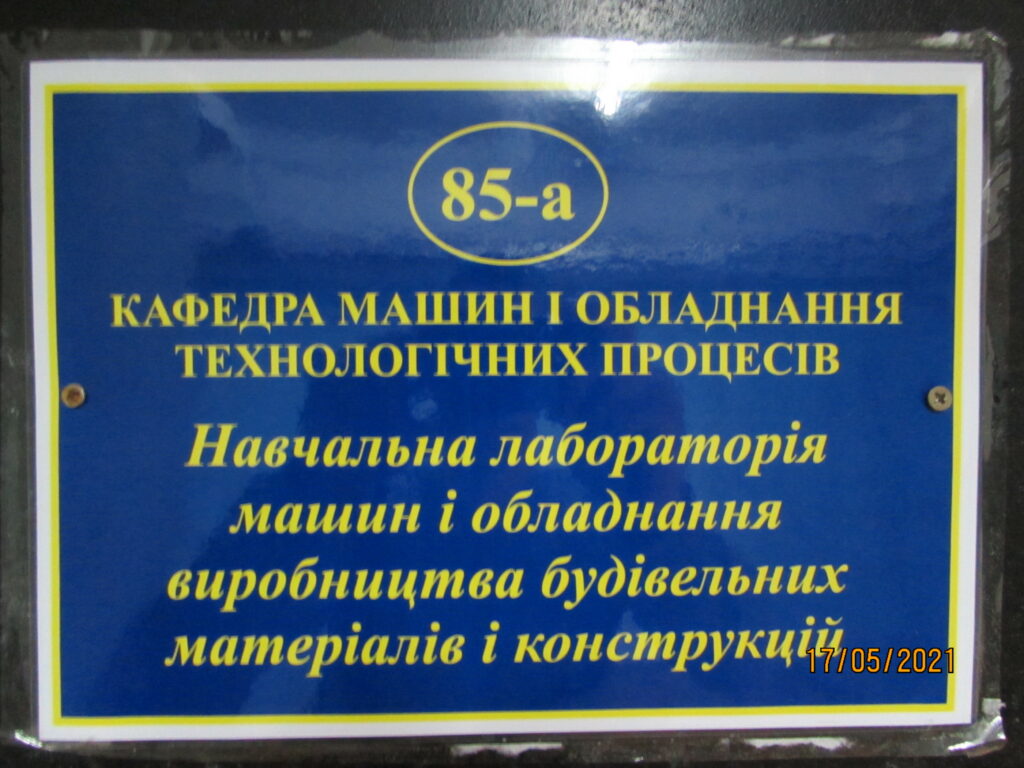 85-а
КАФЕДРА МАШИН І ОБЛАДНАННЯ
ТЕХНОЛОГІЧНИХ ПРОЦЕСІВ
Навчальна лабораторія
машин і обладнання
виробництва будівельних
матеріалів і конструкцій
17/05/2021